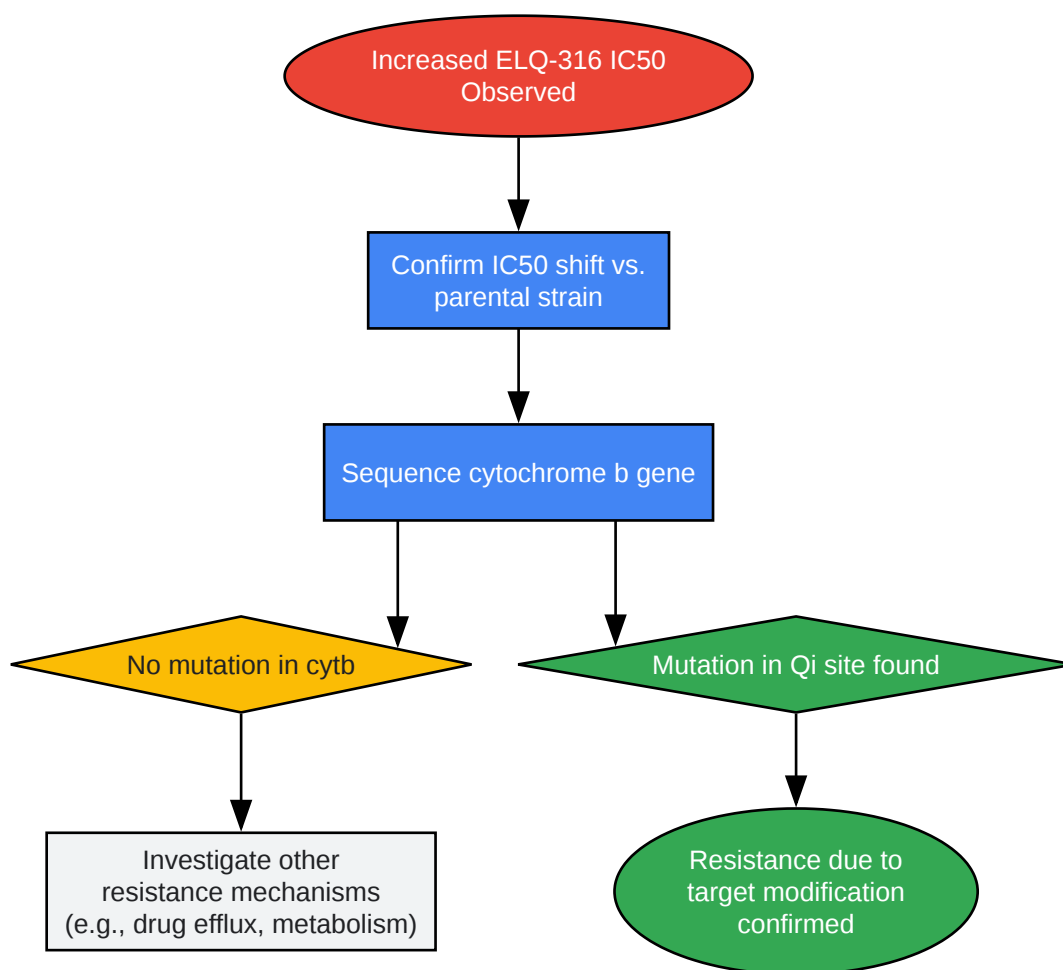 Increased ELQ-316 IC50
Observed
Confirm IC50 shift vs.
parental strain
Sequence cytochrome b gene
No mutation in cytb
Mutation in Qi site found
Investigate other
resistance mechanisms
(e.g., drug efflux, metabolism)
Resistance due to
target modification
confirmed